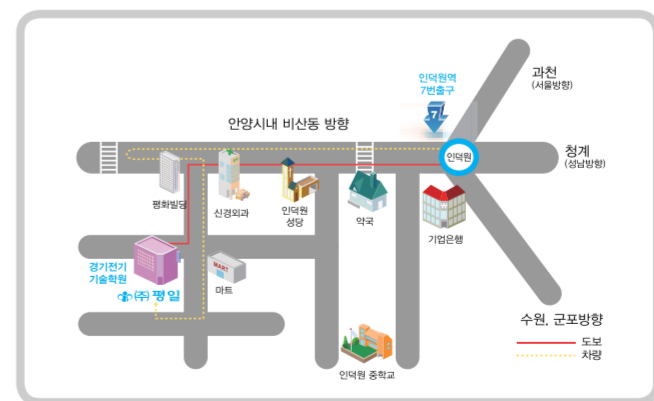 인덕원역
7번출구
7
과천
(서울방향)
안양시내 비산동 방향
인덕원
청계
(성남방향)
평화빌딩
신경외과
인덕원
성당
약국
기업은행
경기전기
기술학원
(주)평일
MART
마트
수원, 군포방향
도보
차량
인덕원 중학교